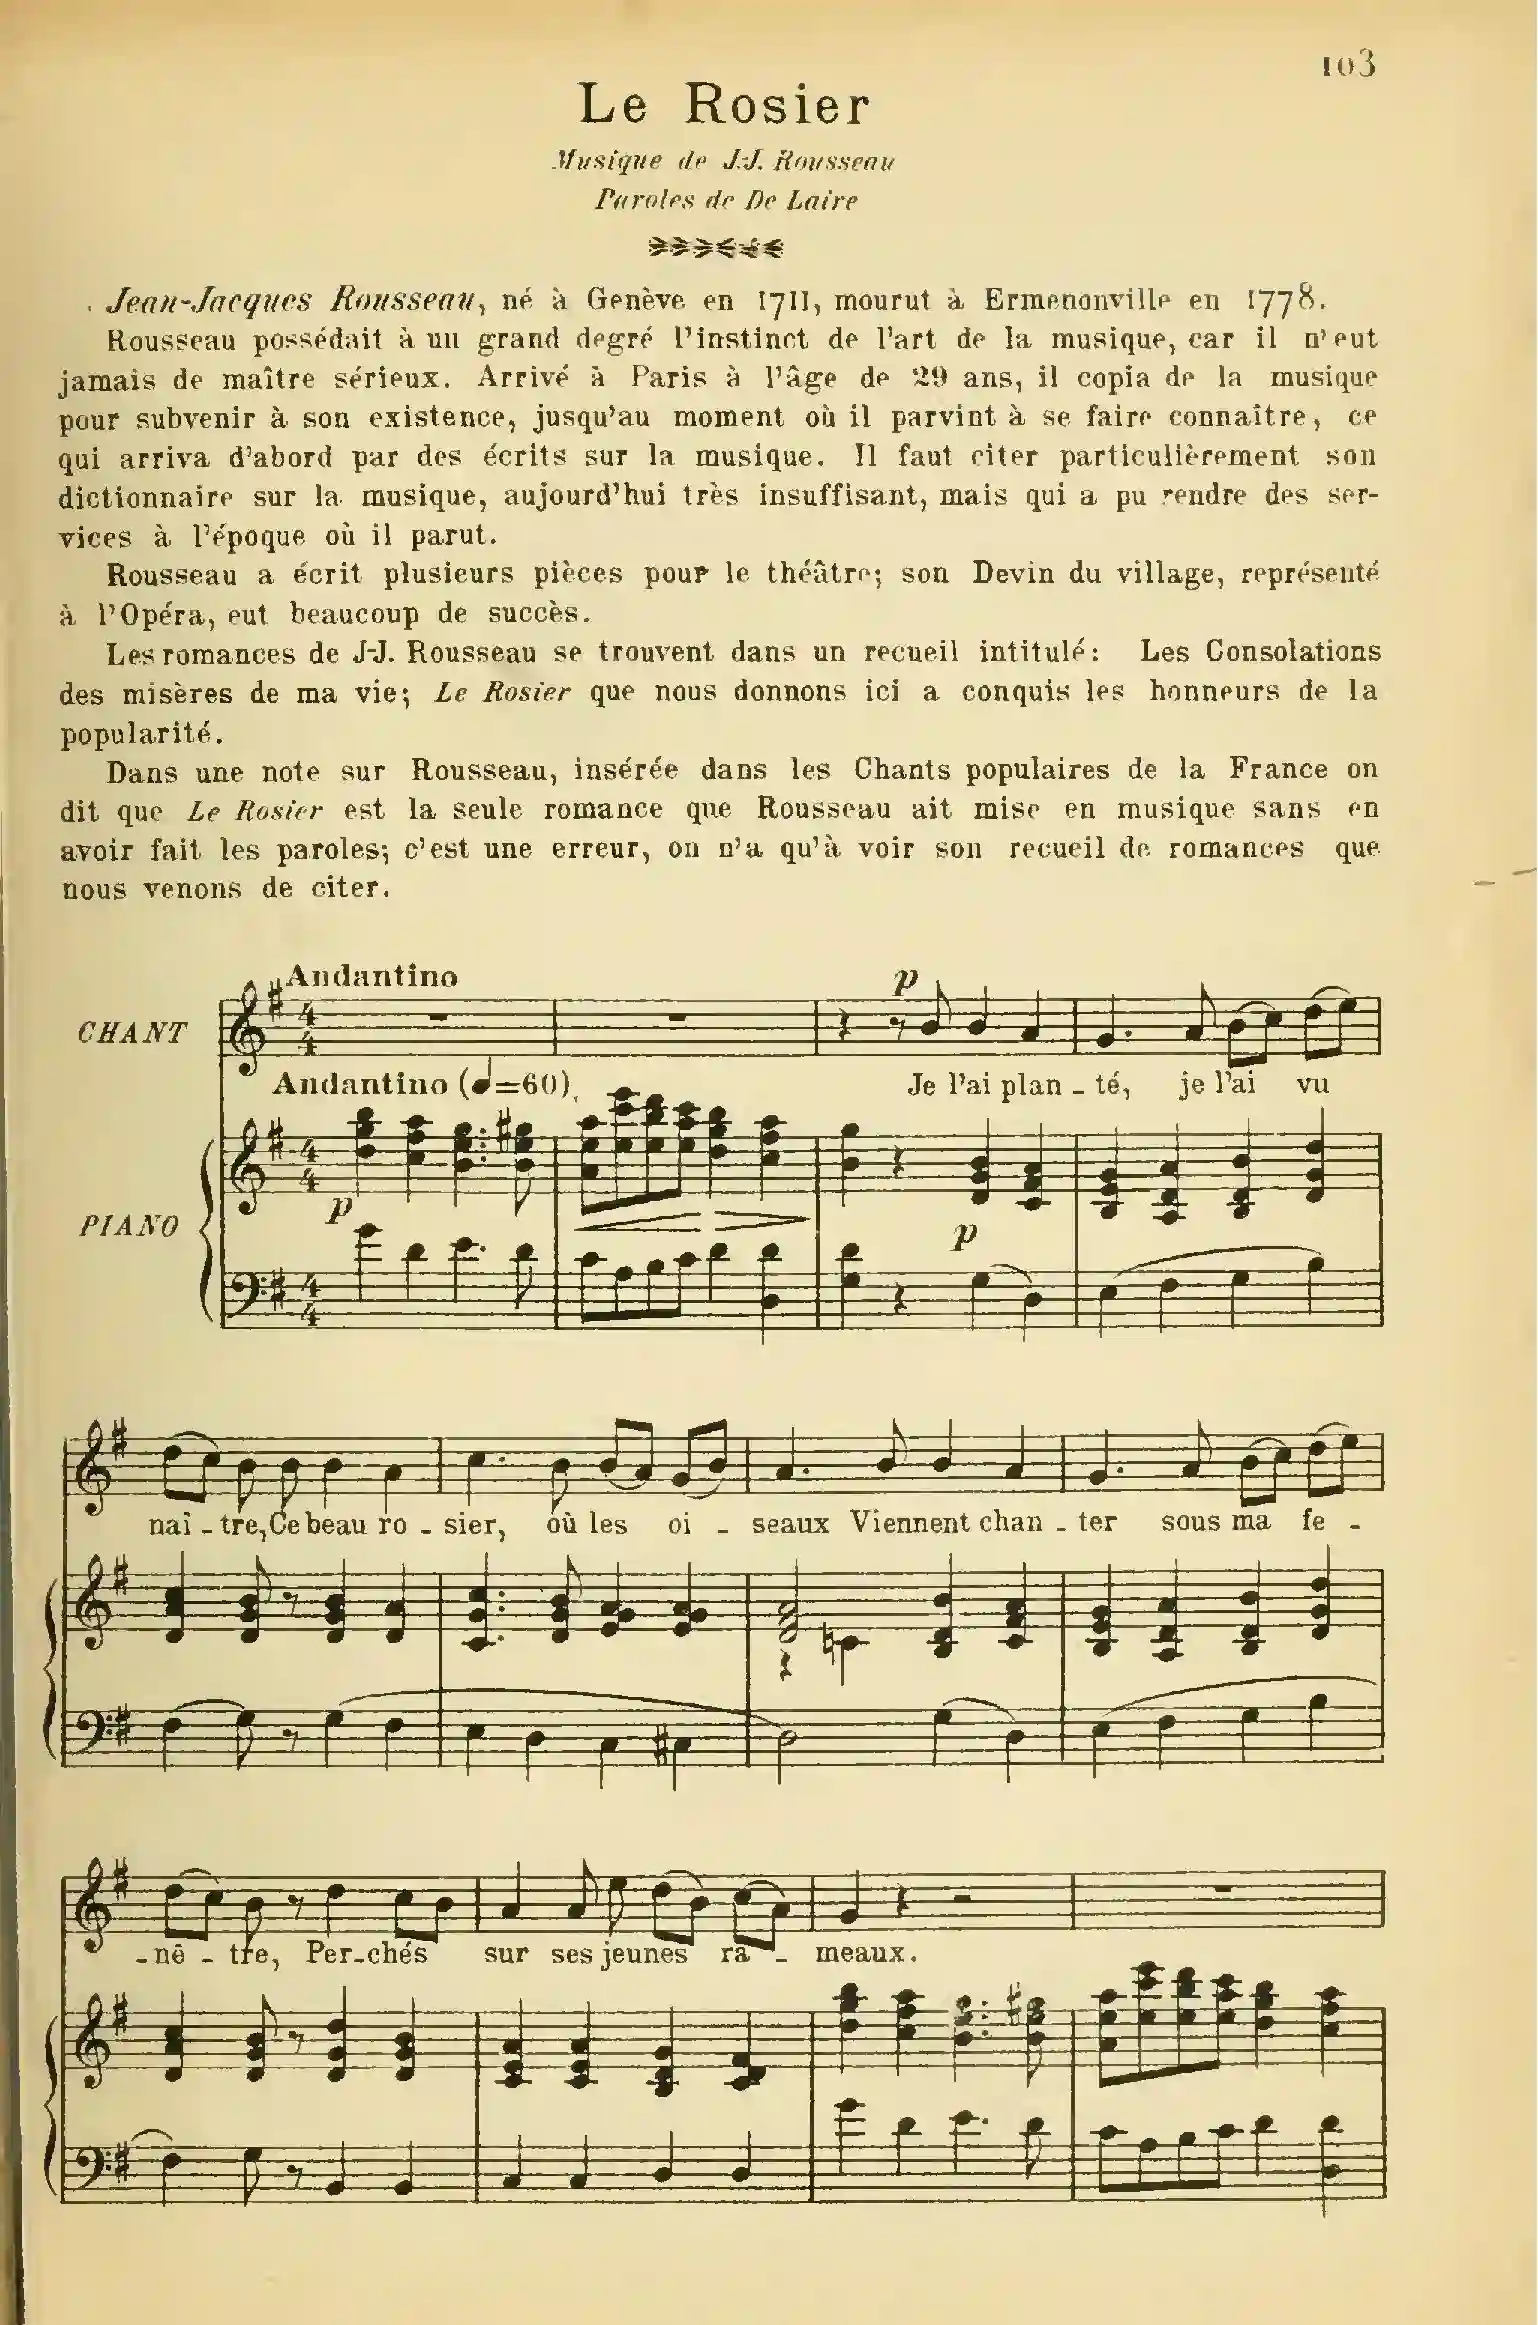 103
Le Rosier
Musique de J.-J. Rousseau
Paroles de De Laire
Jean-Jacques Rousseau, né à Genève en 1711, mourut à Ermenonville en 1778.
Rousseau possédait à un grand degré l'instinct de l'art de la musique, car il n'eut
jamais de maître sérieux. Arrivé à Paris à l'âge de 29 ans, il copia de la musique
pour subvenir à son existence, jusqu'au moment où il parvint à se faire connaître, ce
qui arriva d'abord par des écrits sur la musique. Il faut citer particulièrement son
dictionnaire sur la musique, aujourd'hui très insuffisant, mais qui a pu rendre des ser-
vices à l'époque où il parut.
Rousseau a écrit plusieurs pièces pour le théâtre; son Devin du village, représenté
à l'Opéra, eut beaucoup de succès.
Les romances de J-J. Rousseau se trouvent dans un recueil intitulé: Les Consolations
des misères de ma vie; Le Rosier que nous donnons ici a conquis les honneurs de la
popularité.
Dans une note sur Rousseau, insérée dans les Chants populaires de la France on
dit que Le Rosier est la seule romance que Rousseau ait mise en musique sans en
avoir fait les paroles; c'est une erreur, on n'a qu'à voir son recueil de romances que
nous venons de citer.
Andantino
p
CHANT
4
4
Je l'ai plan - té, je l'ai vu
Andantino (♩=60)
PIANO
4
4
p
p
4
4
naî - tre, Ce beau ro - sier, où les oi - seaux Viennent chan - ter sous ma fe -
- nê - tre, Per-chés sur ses jeunes ra - meaux.